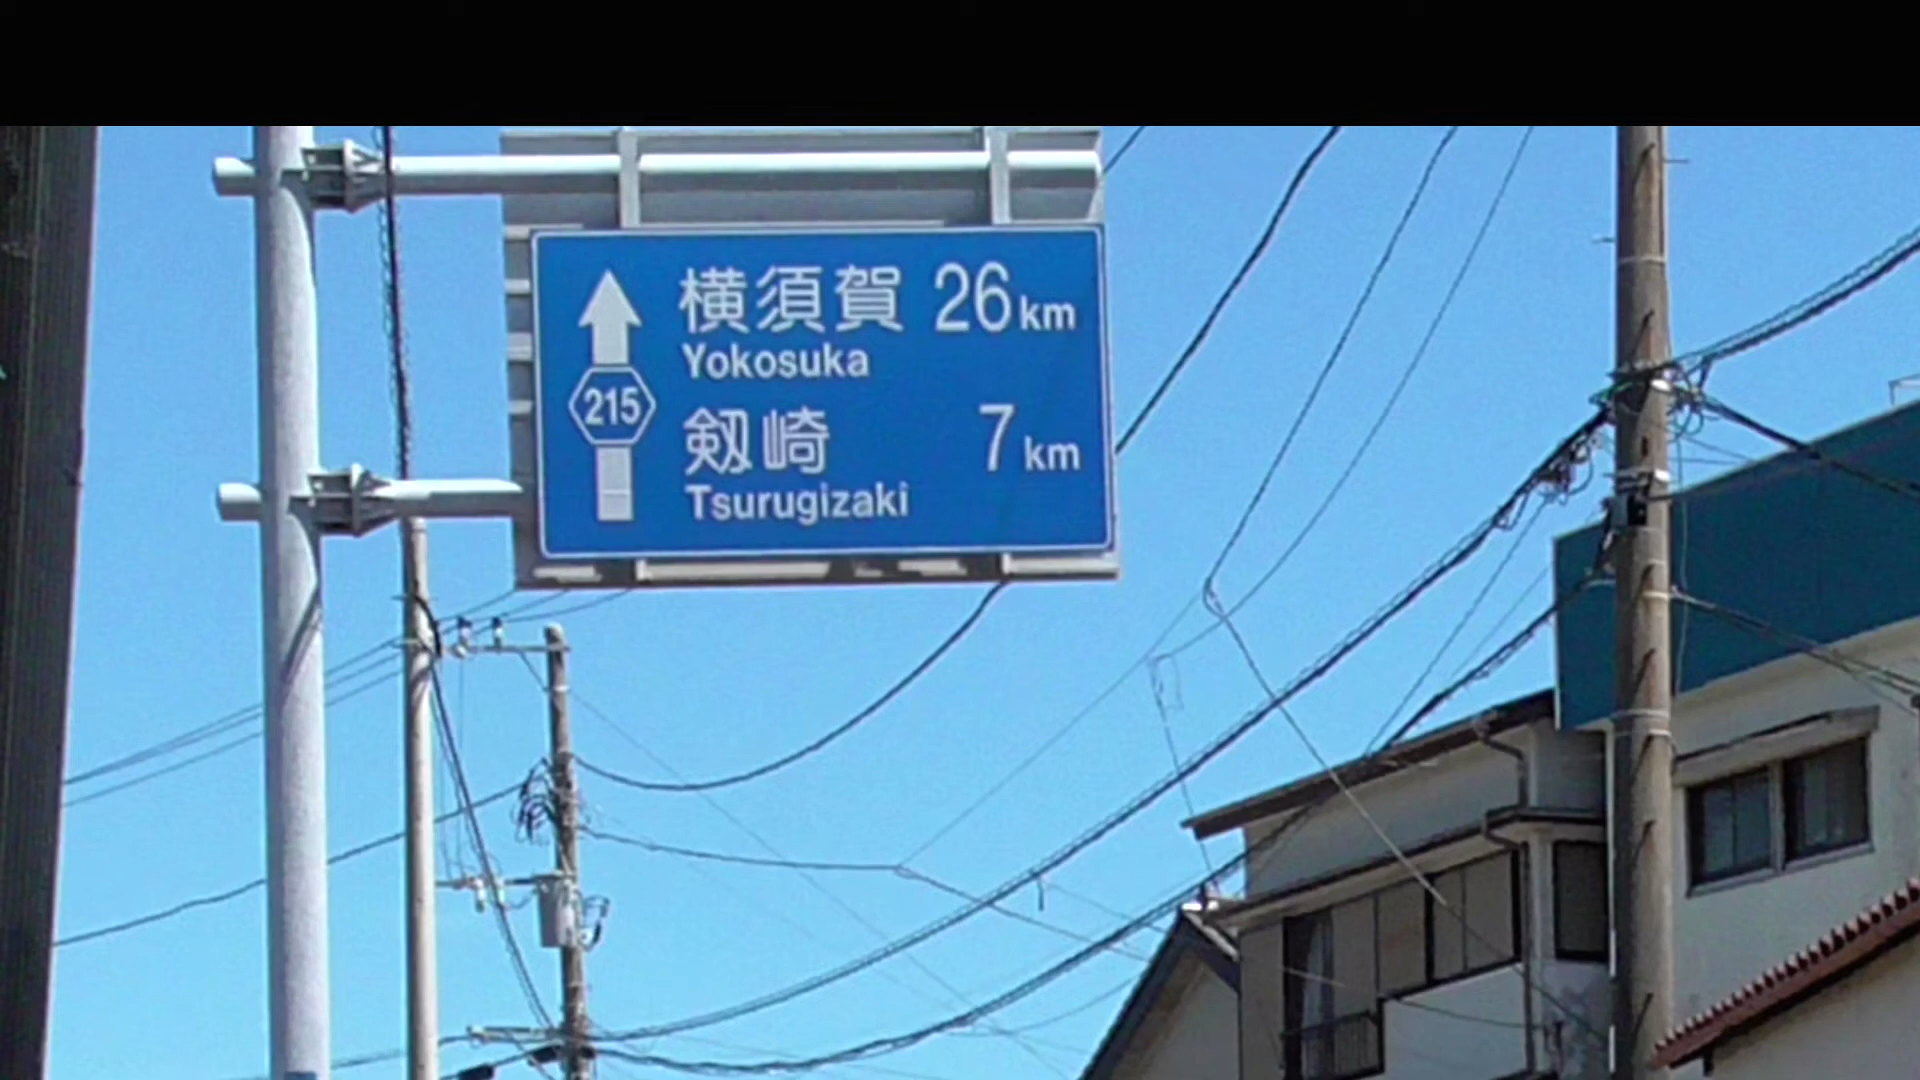 横須賀 26km
Yokosuka
215
剱崎 7km
Tsurugizaki